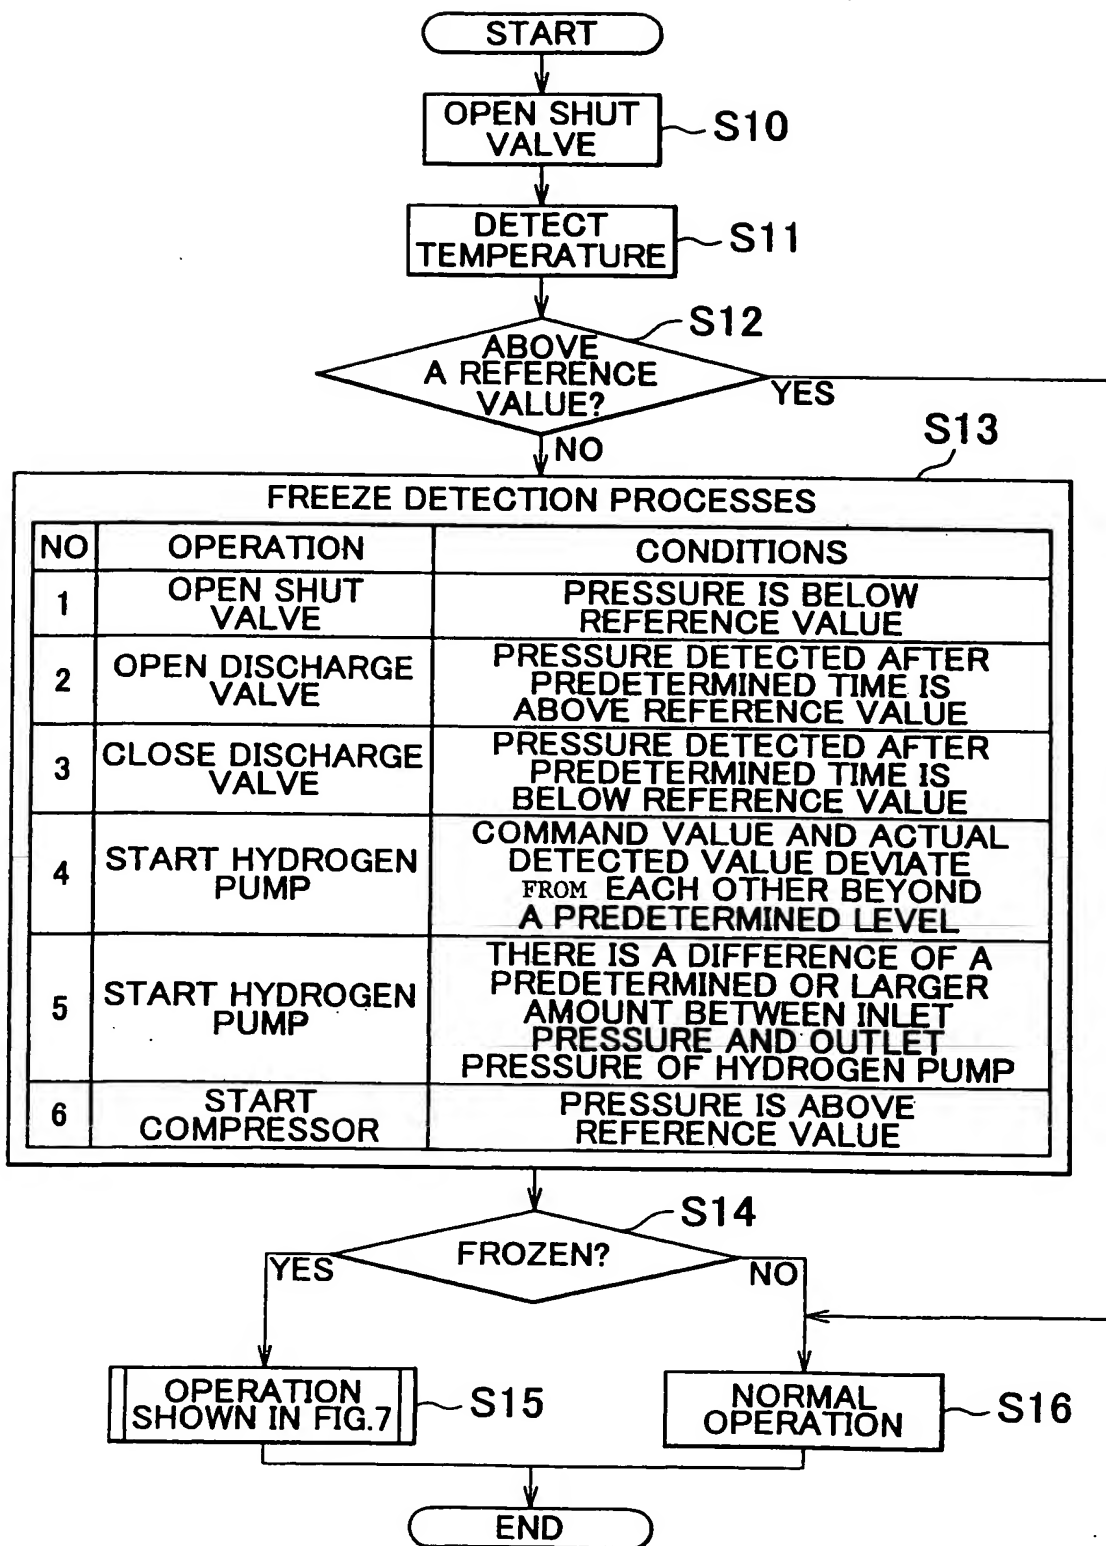 START
OPEN SHUT
VALVE
S10
DETECT
TEMPERATURE
S11
S12
ABOVE
A REFERENCE
VALUE?
YES
NO
S13
FREEZE DETECTION PROCESSES
NO OPERATION CONDITIONS
1 OPEN SHUT
VALVE
PRESSURE IS BELOW
REFERENCE VALUE
2 OPEN DISCHARGE
VALVE
PRESSURE DETECTED AFTER
PREDETERMINED TIME IS
ABOVE REFERENCE VALUE
3 CLOSE DISCHARGE
VALVE
PRESSURE DETECTED AFTER
PREDETERMINED TIME IS
BELOW REFERENCE VALUE
4 START HYDROGEN
PUMP
COMMAND VALUE AND ACTUAL
DETECTED VALUE DEVIATE
FROM EACH OTHER BEYOND
A PREDETERMINED LEVEL
5 START HYDROGEN
PUMP
THERE IS A DIFFERENCE OF A
PREDETERMINED OR LARGER
AMOUNT BETWEEN INLET
PRESSURE AND OUTLET
PRESSURE OF HYDROGEN PUMP
6 START
COMPRESSOR
PRESSURE IS ABOVE
REFERENCE VALUE
S14
FROZEN?
YES
NO
OPERATION
SHOWN IN FIG.7
S15
NORMAL
OPERATION
S16
END